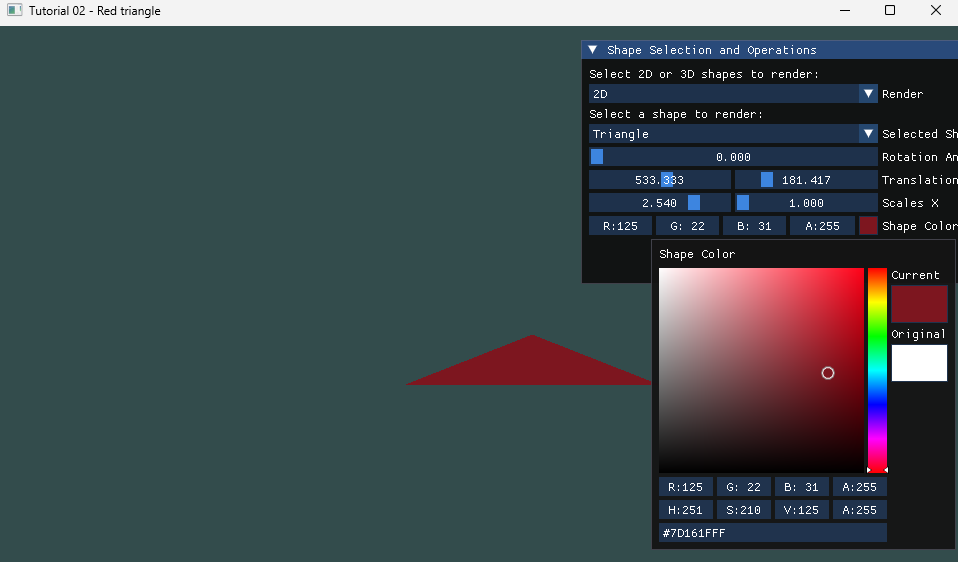 Tutorial 02 - Red triangle
Shape Selection and Operations
Select 2D or 3D shapes to render:
2D Render
Select a shape to render:
Triangle Selected Sh
0.000 Rotation An
533.333 181.417 Translation
2.540 1.000 Scales X
R:125 G: 22 B: 31 A:255 Shape Color
Shape Color
Current
Original
R:125 G: 22 B: 31 A:255
H:251 S:210 V:125 A:255
#7D161FFF